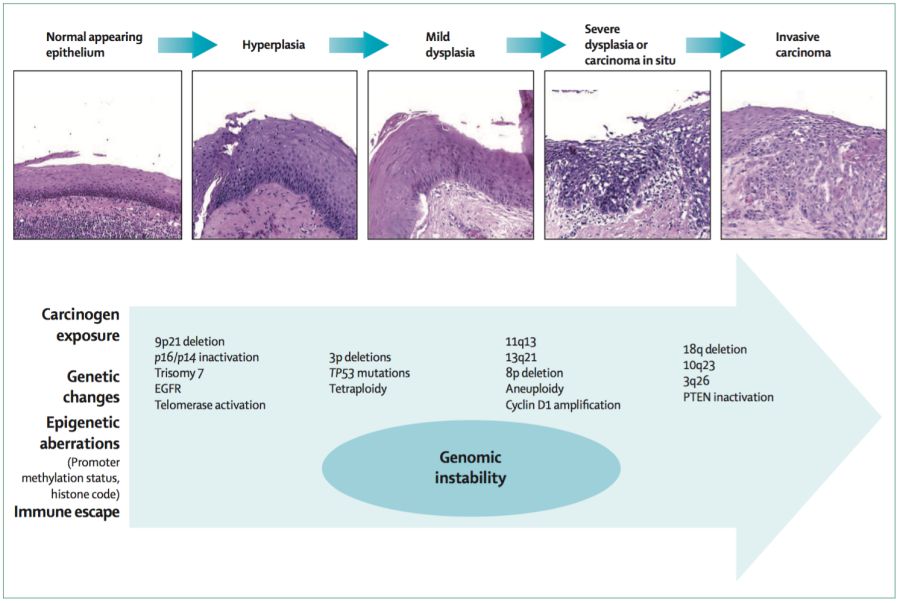 Normal appearing
epithelium
Hyperplasia
Mild
dysplasia
Severe
dysplasia or
carcinoma in situ
Invasive
carcinoma
Carcinogen
exposure
Genetic
changes
Epigenetic
aberrations
(Promoter
methylation status,
histone code)
Immune escape
9p21 deletion
p16/p14 inactivation
Trisomy 7
EGFR
Telomerase activation
3p deletions
TP53 mutations
Tetraploidy
11q13
13q21
8p deletion
Aneuploidy
Cyclin D1 amplification
18q deletion
10q23
3q26
PTEN inactivation
Genomic
instability